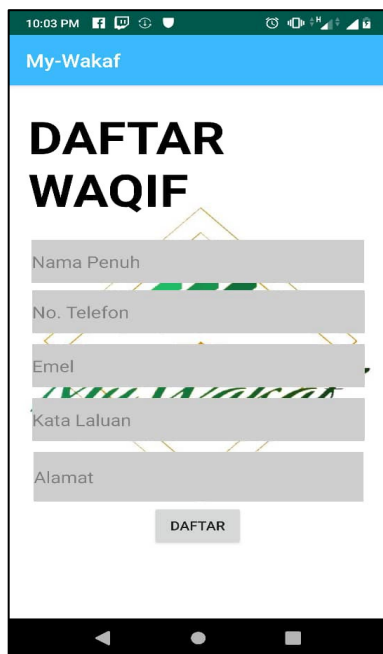 10:03 PM
H
My-Wakaf
DAFTAR
WAQIF
Nama Penuh
No. Telefon
Emel
Kata Laluan
Alamat
DAFTAR